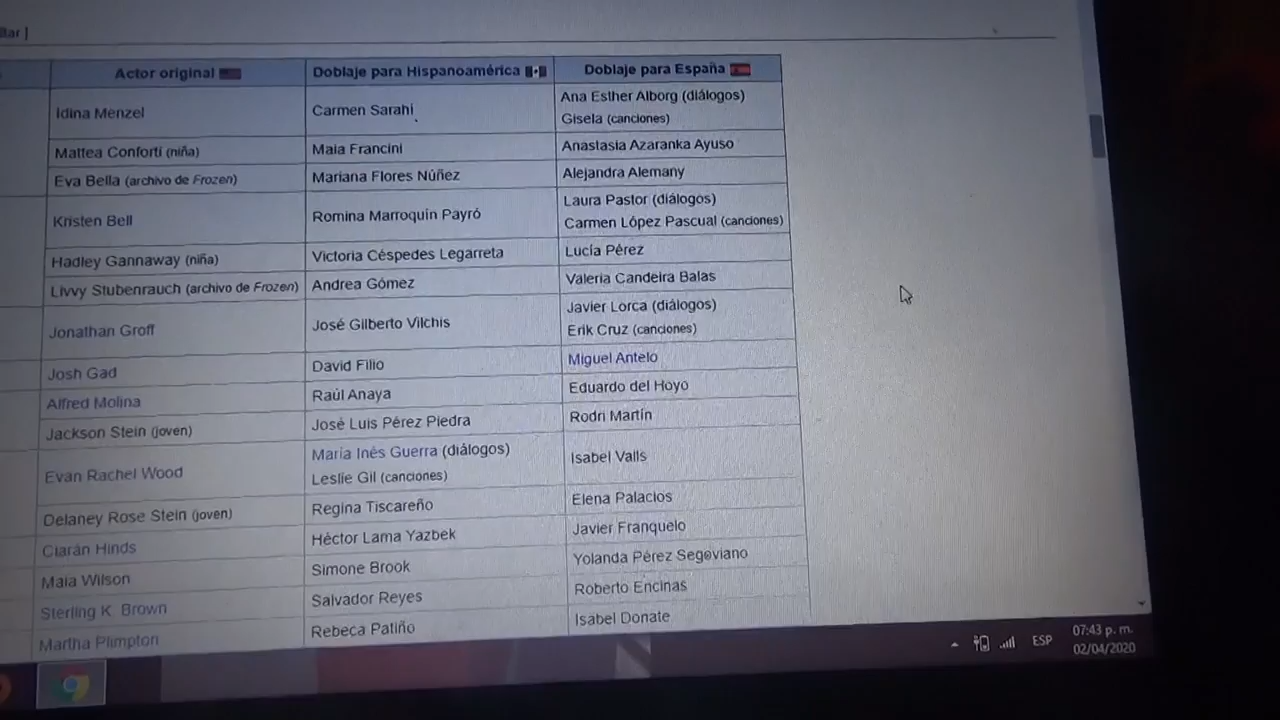 Actor original Doblaje para Hispanoamérica Doblaje para España
Idina Menzel Carmen Sarahi Ana Esther Alborg (diálogos)
Gisela (canciones)
Mattea Conforti (niña) Maia Francini Anastasia Azaranka Ayuso
Eva Bella (archivo de Frozen) Mariana Flores Núñez Alejandra Alemany
Kristen Bell Romina Marroquín Payró Laura Pastor (diálogos)
Carmen López Pascual (canciones)
Hadley Gannaway (niña) Victoria Céspedes Legarreta Lucía Pérez
Livvy Stubenrauch (archivo de Frozen) Andrea Gómez Valeria Candeira Balas
Jonathan Groff José Gilberto Vilchis Javier Lorca (diálogos)
Erik Cruz (canciones)
Josh Gad David Filio Miguel Antelo
Alfred Molina Raúl Anaya Eduardo del Hoyo
Jackson Stein (joven) José Luis Pérez Piedra Rodri Martín
Evan Rachel Wood María Inés Guerra (diálogos) Isabel Valls
Leslie Gil (canciones)
Delaney Rose Stein (joven) Regina Tiscareño Elena Palacios
Ciarán Hinds Héctor Lama Yazbek Javier Franquelo
Maia Wilson Simone Brook Yolanda Pérez Segoviano
Sterling K. Brown Salvador Reyes Roberto Encinas
Martha Plimpton Rebeca Patiño Isabel Donate
ESP 07:43 p. m.
02/04/2020